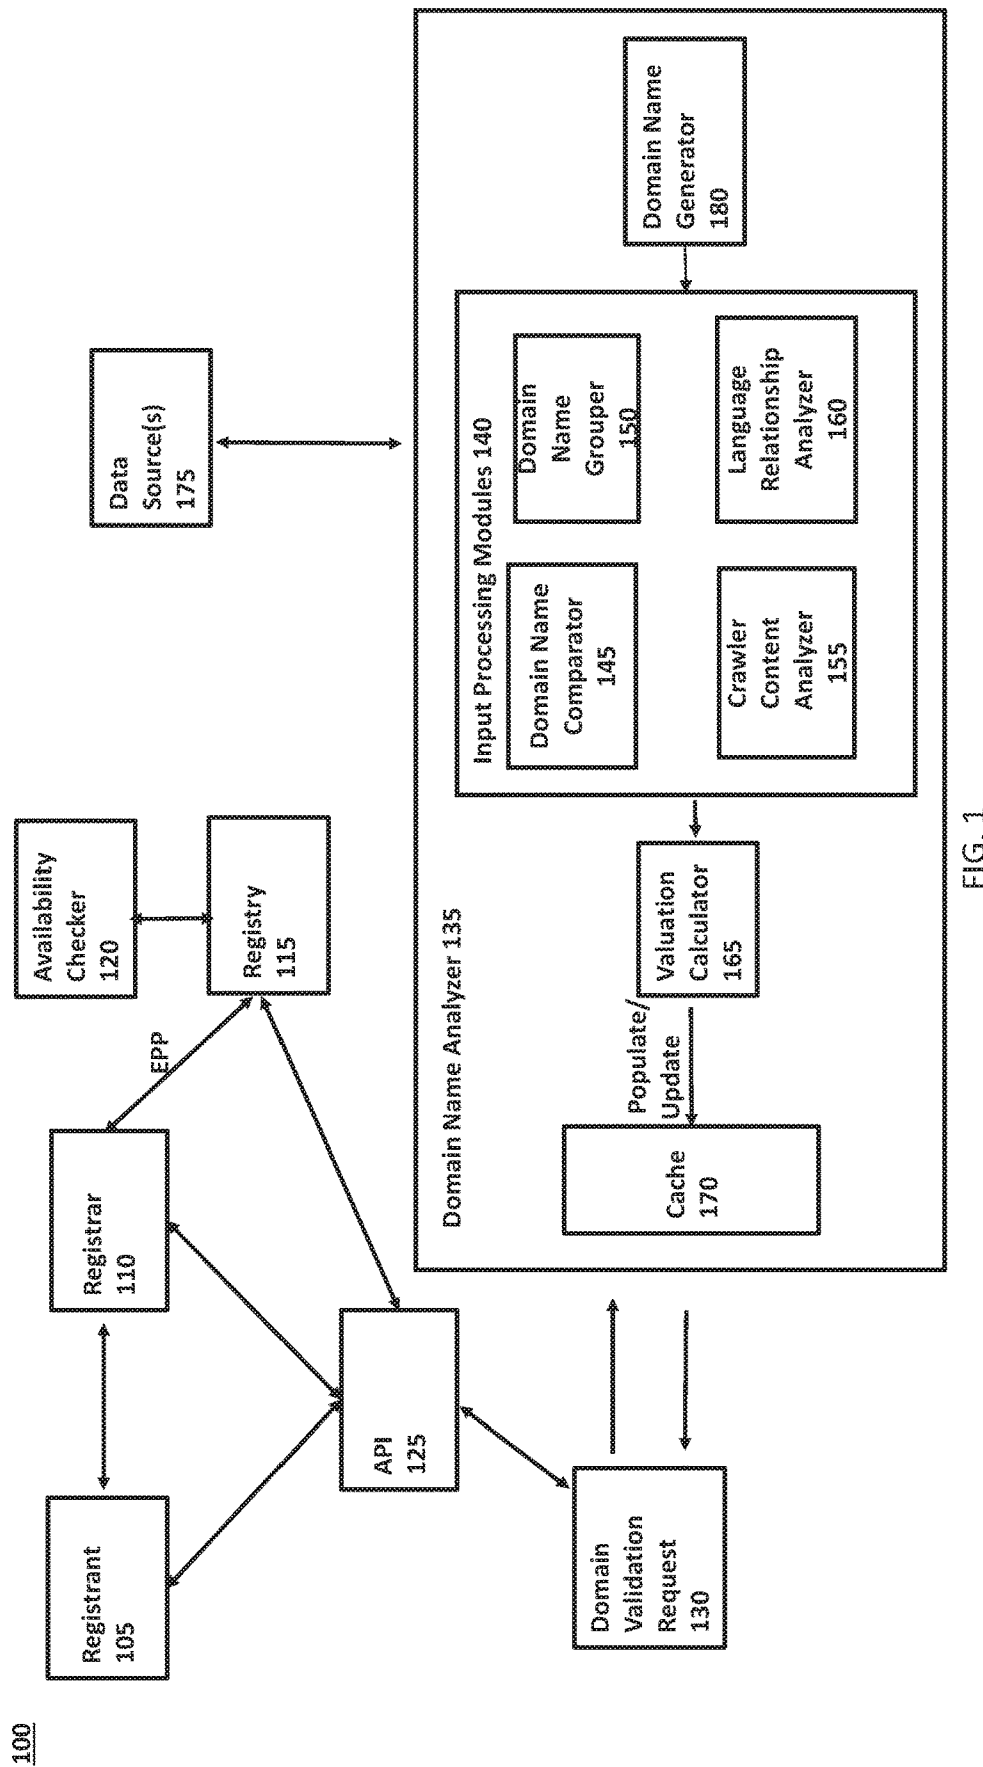 100
Registrant
105
Registrar
110
EPP
Availability
Checker
120
Registry
115
Data
Source(s)
175
API
125
Domain
Validation
Request
130
Domain Name Analyzer 135
Cache
170
Populate/
Update
Valuation
Calculator
165
Input Processing Modules 140
Domain Name
Comparator
145
Domain
Name
Grouper
150
Crawler
Content
Analyzer
155
Language
Relationship
Analyzer
160
Domain Name
Generator
180
FIG. 1